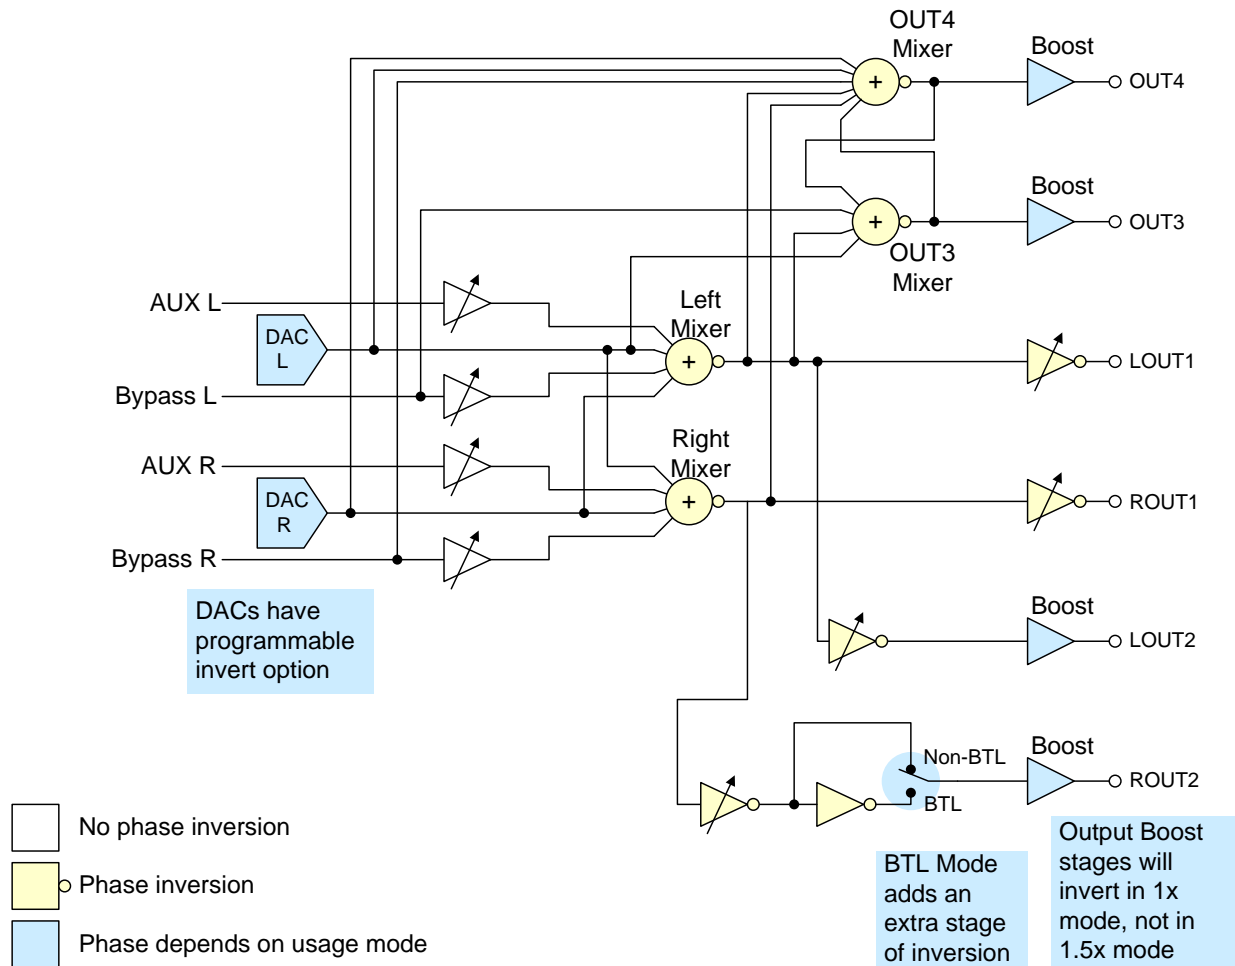 OUT4
Mixer
Boost
+
OUT4
Boost
+
OUT3
OUT3
Mixer
AUX L
Left
Mixer
DAC
L
+
LOUT1
Bypass L
Right
Mixer
AUX R
DAC
R
+
ROUT1
Bypass R
DACs have
programmable
invert option
Boost
LOUT2
Boost
Non-BTL
ROUT2
BTL
No phase inversion
Phase inversion
Phase depends on usage mode
BTL Mode
adds an
extra stage
of inversion
Output Boost
stages will
invert in 1x
mode, not in
1.5x mode